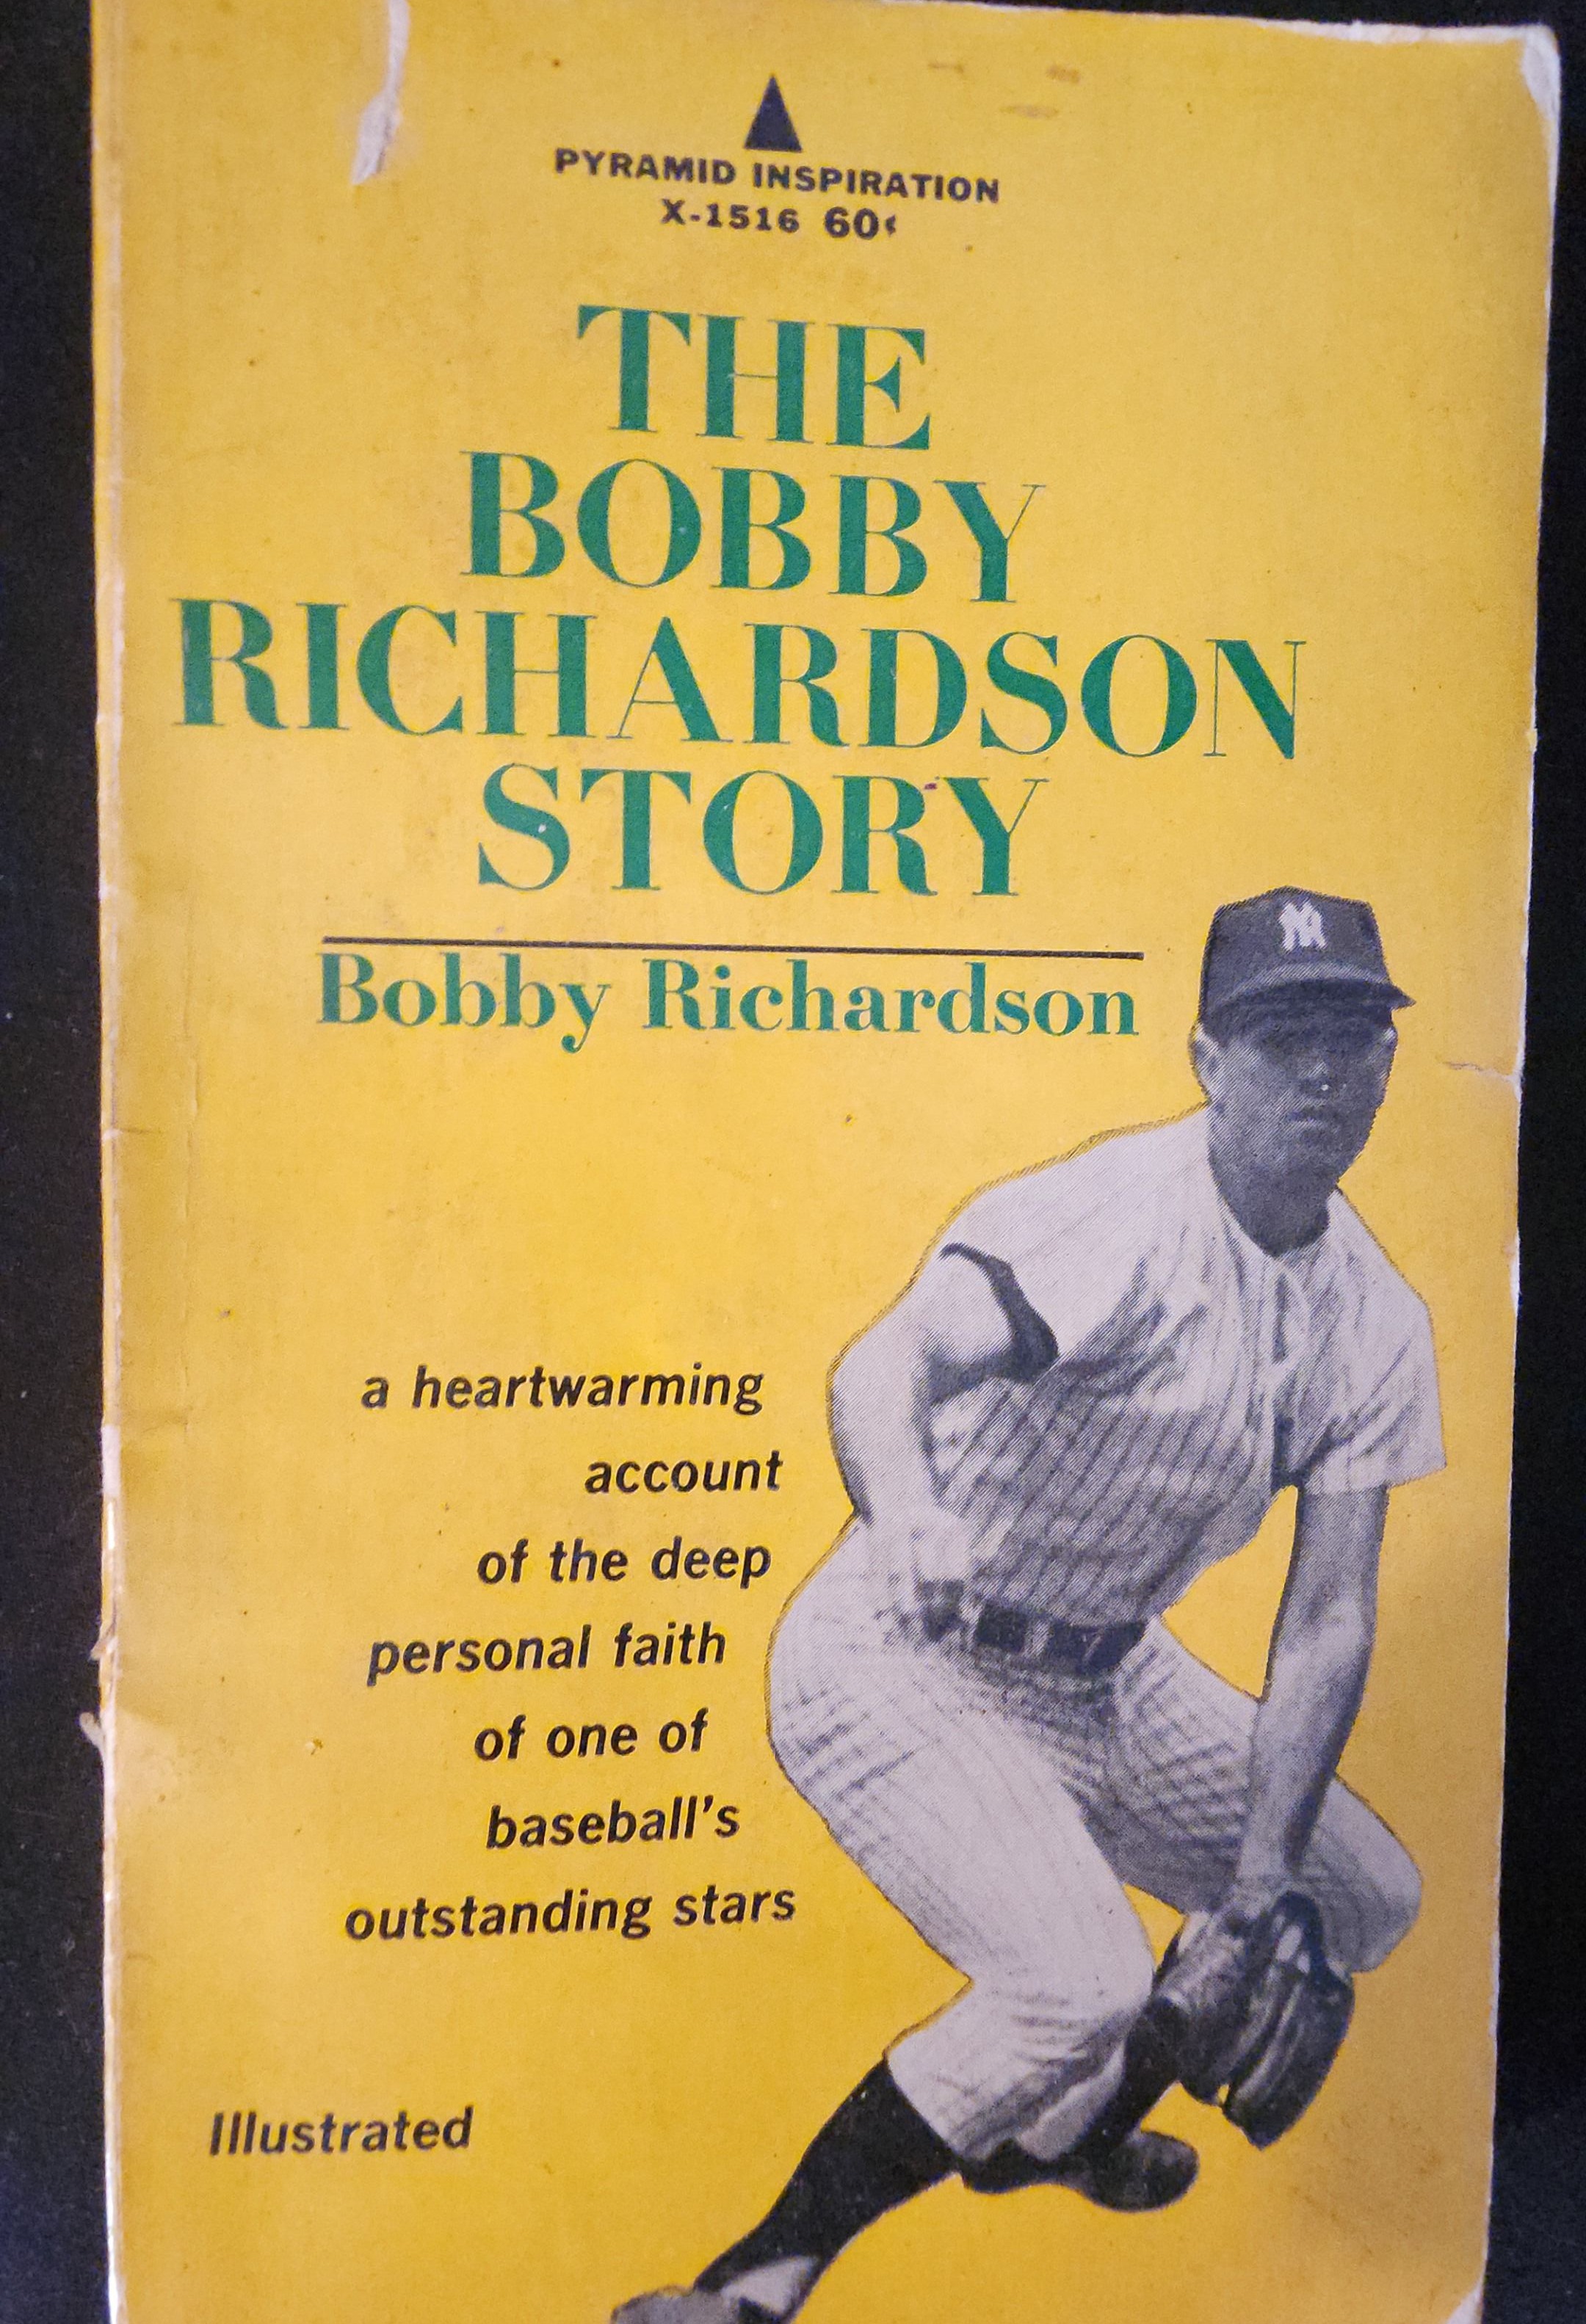 PYRAMID INSPIRATION
X-1516 60¢
THE
BOBBY
RICHARDSON
STORY
Bobby Richardson
NY
a heartwarming
account
of the deep
personal faith
of one of
baseball's
outstanding stars
Illustrated